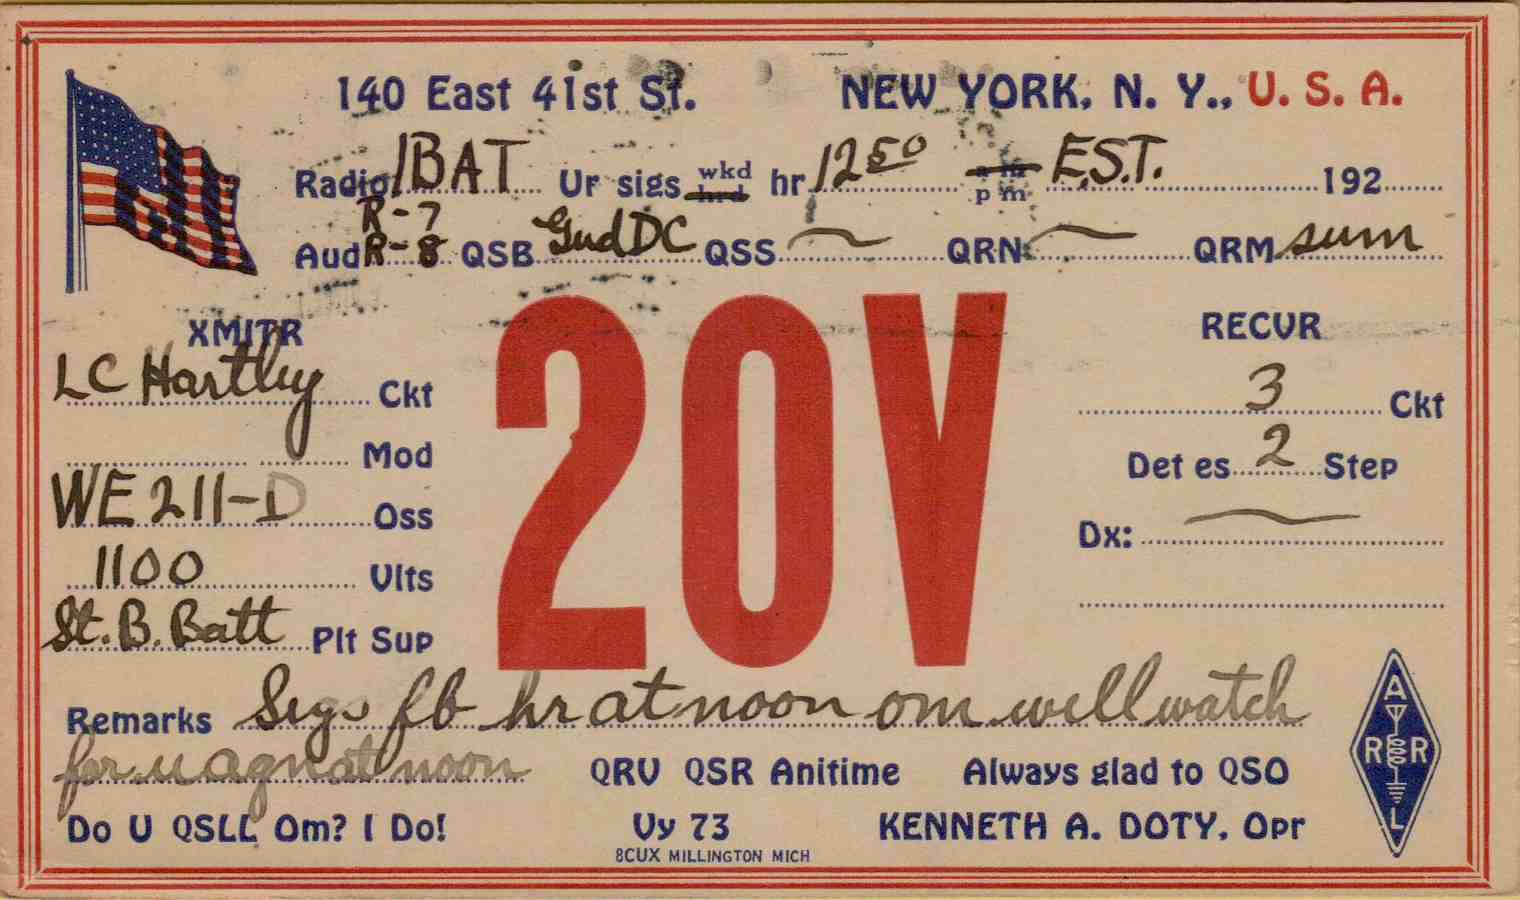 140 East 41st St. NEW YORK, N. Y., U. S. A.
Radio 1BAT Ur sigs wkd hrd hr 12 50 a m p m E.S.T. 192
R-7
Aud R-8 QSB Gud DC QSS ~ QRN ~ QRM sum
XMITR
LC Hartley Ckt
Mod
WE 211-D Oss
1100 Vlts
St. B. Batt Plt Sup
2OV
RECVR
3 Ckt
Det es 2 Step
Dx: ~
Remarks Sigs fb hr at noon om will watch
for u agn at noon QRV QSR Anitime Always glad to QSO
Do U QSLL Om? I Do! Vy 73 KENNETH A. DOTY, Opr
8CUX MILLINGTON MICH
A
R R
L